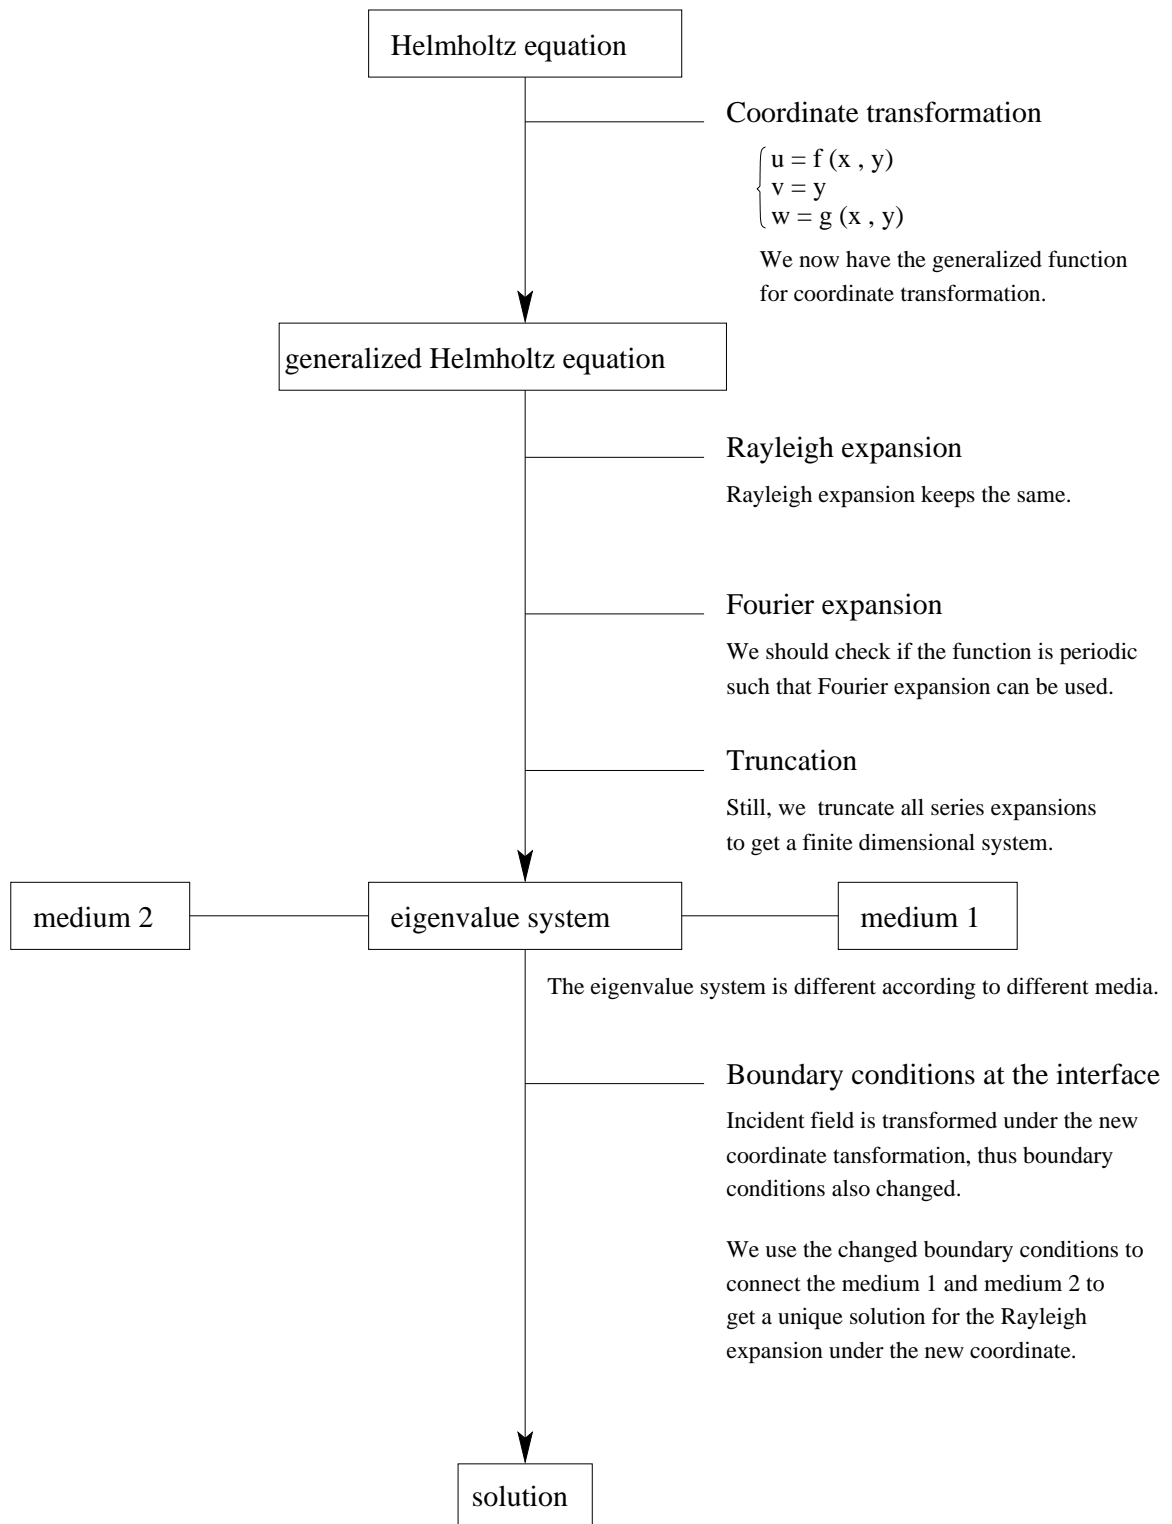 Helmholtz equation
Coordinate transformation
u = f (x , y)
v = y
w = g (x , y)
We now have the generalized function
for coordinate transformation.
generalized Helmholtz equation
Rayleigh expansion
Rayleigh expansion keeps the same.
Fourier expansion
We should check if the function is periodic
such that Fourier expansion can be used.
Truncation
Still, we truncate all series expansions
to get a finite dimensional system.
medium 2
eigenvalue system
medium 1
The eigenvalue system is different according to different media.
Boundary conditions at the interface
Incident field is transformed under the new
coordinate tansformation, thus boundary
conditions also changed.
We use the changed boundary conditions to
connect the medium 1 and medium 2 to
get a unique solution for the Rayleigh
expansion under the new coordinate.
solution